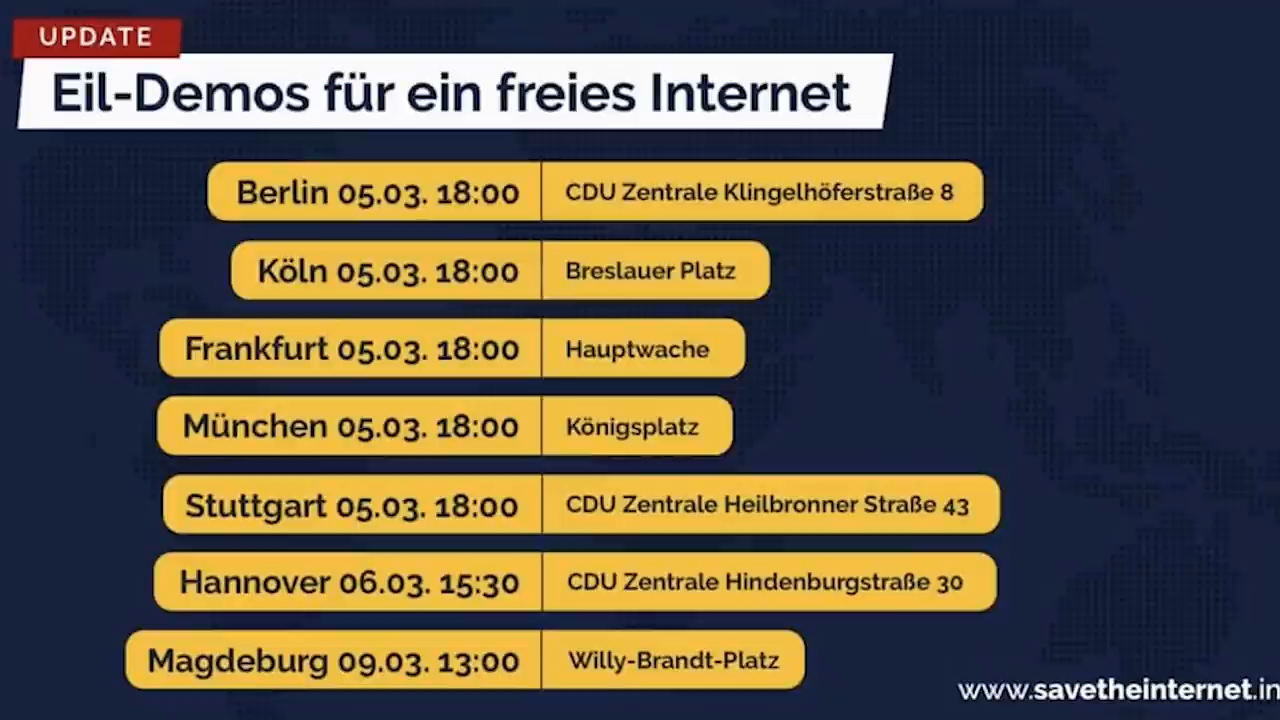 UPDATE
Eil-Demos für ein freies Internet
Berlin 05.03. 18:00 CDU Zentrale Klingelhöferstraße 8
Köln 05.03. 18:00 Breslauer Platz
Frankfurt 05.03. 18:00 Hauptwache
München 05.03. 18:00 Königsplatz
Stuttgart 05.03. 18:00 CDU Zentrale Heilbronner Straße 43
Hannover 06.03. 15:30 CDU Zentrale Hindenburgstraße 30
Magdeburg 09.03. 13:00 Willy-Brandt-Platz
www.savetheinternet.in